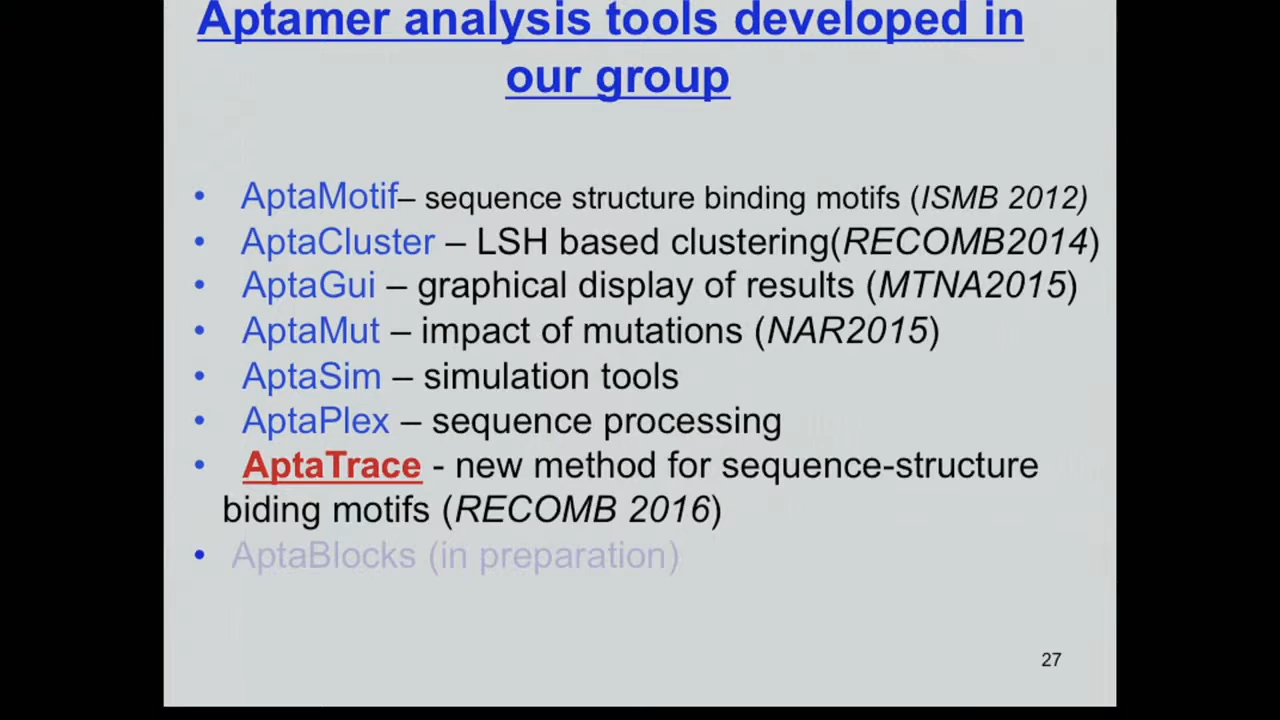 Aptamer analysis tools developed in
our group
• AptaMotif– sequence structure binding motifs (ISMB 2012)
• AptaCluster – LSH based clustering(RECOMB2014)
• AptaGui – graphical display of results (MTNA2015)
• AptaMut – impact of mutations (NAR2015)
• AptaSim – simulation tools
• AptaPlex – sequence processing
• AptaTrace - new method for sequence-structure
biding motifs (RECOMB 2016)
• AptaBlocks (in preparation)
27